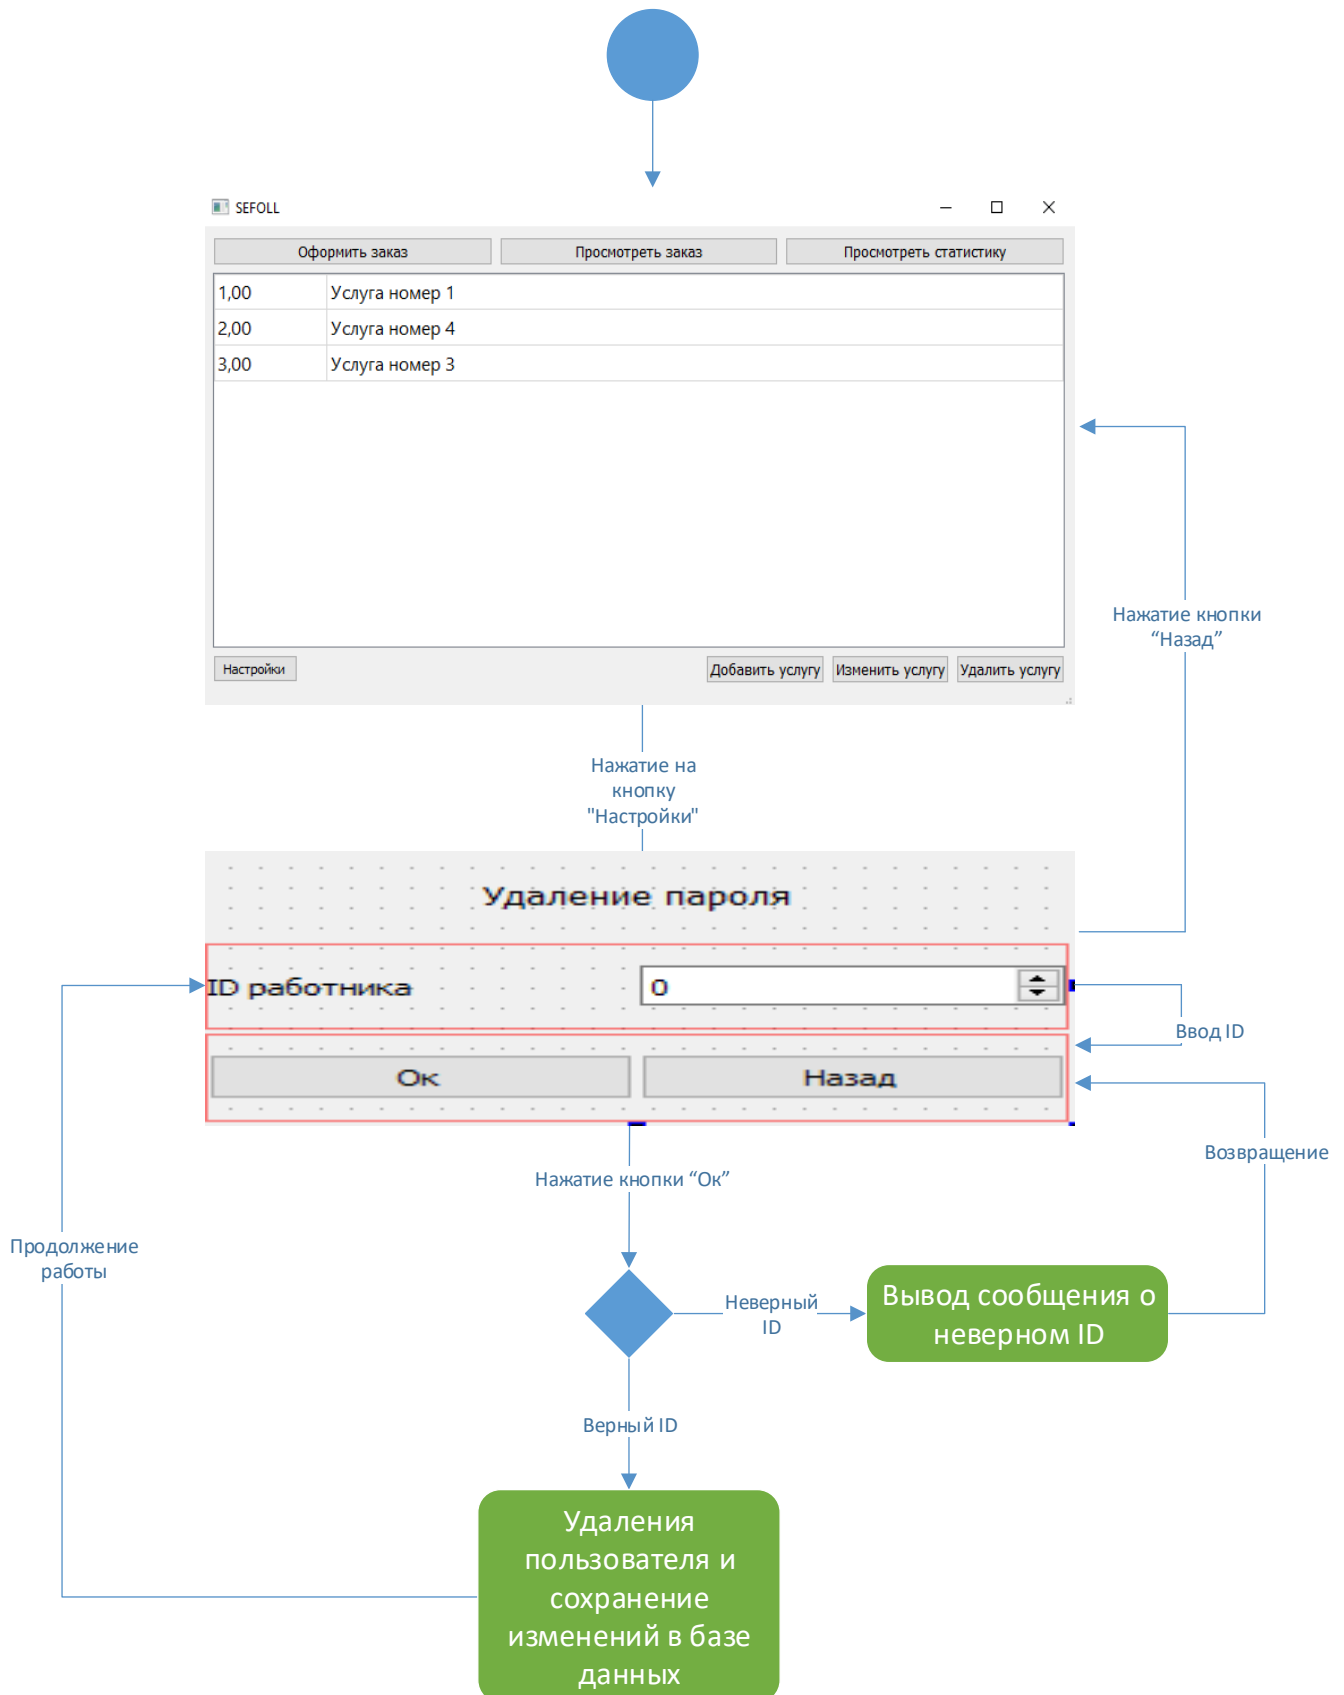 SEFOLL
Оформить заказ
Просмотреть заказ
Просмотреть статистику
1,00
Услуга номер 1
2,00
Услуга номер 4
3,00
Услуга номер 3
Настройки
Добавить услугу
Изменить услугу
Удалить услугу
Нажатие кнопки
“Назад”
Нажатие на
кнопку
"Настройки"
Удаление пароля
ID работника
0
Ввод ID
Ок
Назад
Возвращение
Нажатие кнопки “Ок”
Продолжение
работы
Неверный
ID
Вывод сообщения о
неверном ID
Верный ID
Удаления
пользователя и
сохранение
изменений в базе
данных